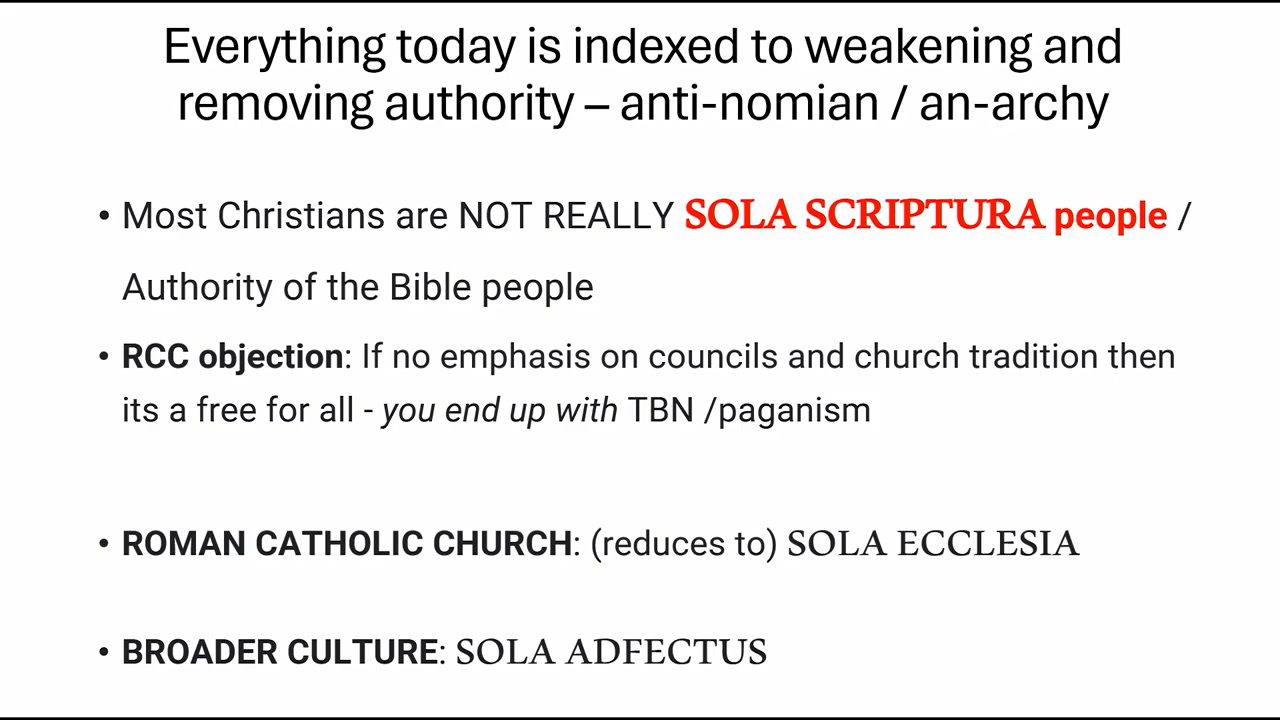 Everything today is indexed to weakening and
removing authority – anti-nomian / an-archy
• Most Christians are NOT REALLY SOLA SCRIPTURA people /
Authority of the Bible people
• RCC objection: If no emphasis on councils and church tradition then
its a free for all - you end up with TBN /paganism
• ROMAN CATHOLIC CHURCH: (reduces to) SOLA ECCLESIA
• BROADER CULTURE: SOLA ADFECTUS